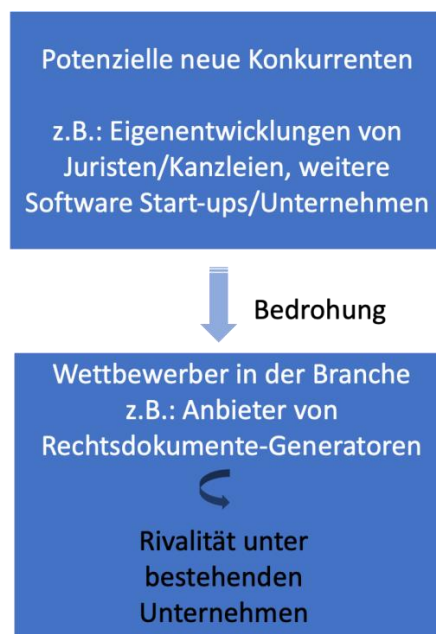 Potenzielle neue Konkurrenten
z.B.: Eigenentwicklungen von
Juristen/Kanzleien, weitere
Software Start-ups/Unternehmen
Bedrohung
Wettbewerber in der Branche
z.B.: Anbieter von
Rechtsdokumente-Generatoren
Rivalität unter
bestehenden
Unternehmen